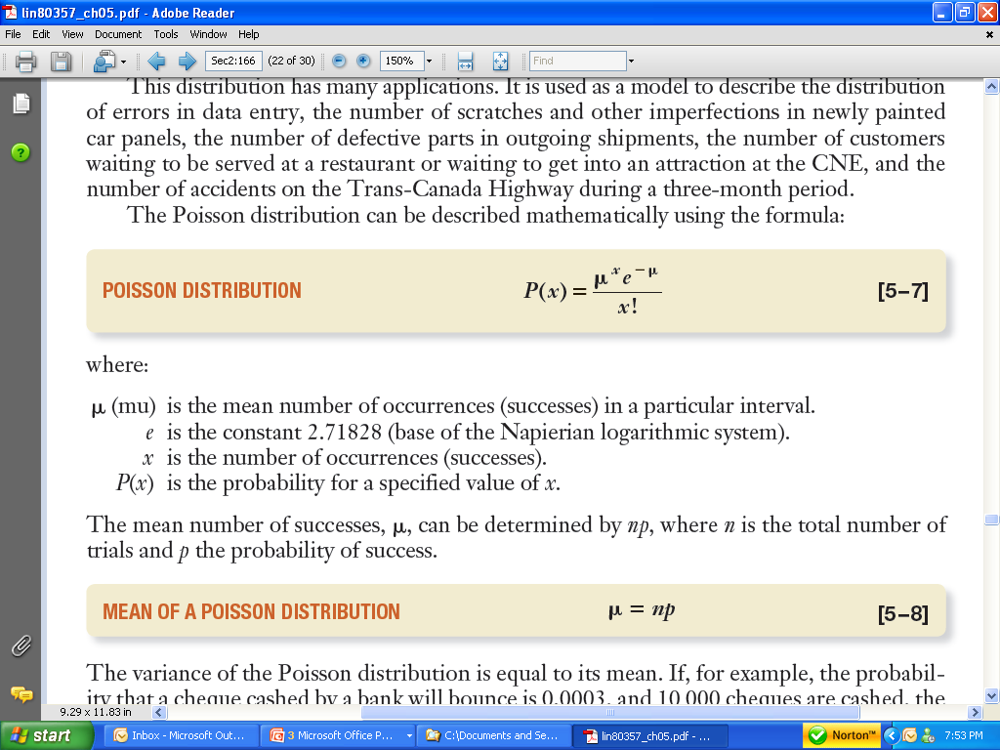 lin80357_ch05.pdf - Adobe Reader
File Edit View Document Tools Window Help
Sec2:166 (22 of 30) 150% Find
This distribution has many applications. It is used as a model to describe the distribution
of errors in data entry, the number of scratches and other imperfections in newly painted
car panels, the number of defective parts in outgoing shipments, the number of customers
waiting to be served at a restaurant or waiting to get into an attraction at the CNE, and the
number of accidents on the Trans-Canada Highway during a three-month period.
The Poisson distribution can be described mathematically using the formula:
POISSON DISTRIBUTION P(x) = μ^x e^−μ / x! [5–7]
where:
μ (mu) is the mean number of occurrences (successes) in a particular interval.
e is the constant 2.71828 (base of the Napierian logarithmic system).
x is the number of occurrences (successes).
P(x) is the probability for a specified value of x.
The mean number of successes, μ, can be determined by np, where n is the total number of
trials and p the probability of success.
MEAN OF A POISSON DISTRIBUTION μ = np [5–8]
The variance of the Poisson distribution is equal to its mean. If, for example, the probabil-
ity that a cheque cashed by a bank will bounce is 0.0003, and 10 000 cheques are cashed, the
9.29 x 11.83 in
start Inbox - Microsoft Out... 3 Microsoft Office P... C:\Documents and Se... lin80357_ch05.pdf - ... Norton™ 7:53 PM